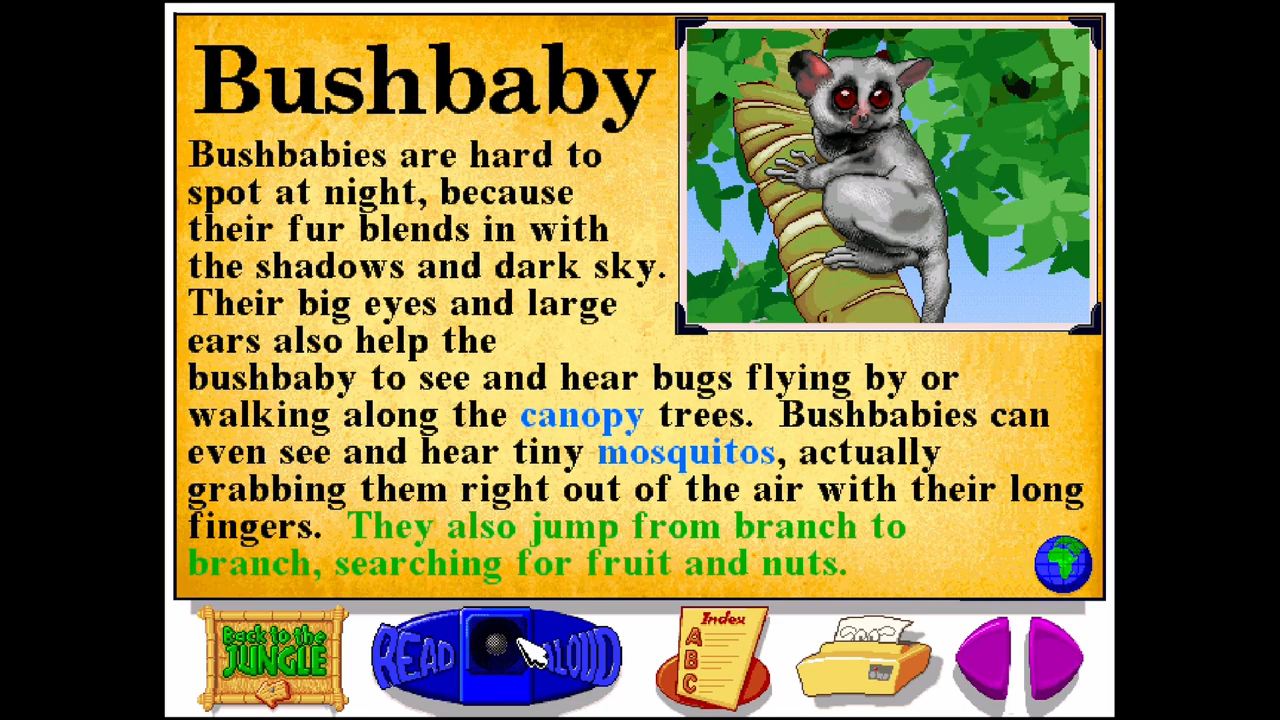 Bushbaby
Bushbabies are hard to
spot at night, because
their fur blends in with
the shadows and dark sky.
Their big eyes and large
ears also help the
bushbaby to see and hear bugs flying by or
walking along the canopy trees.  Bushbabies can
even see and hear tiny mosquitos, actually
grabbing them right out of the air with their long
fingers.  They also jump from branch to
branch, searching for fruit and nuts.
Back to the
JUNGLE
READ ALOUD
Index
A
B
C